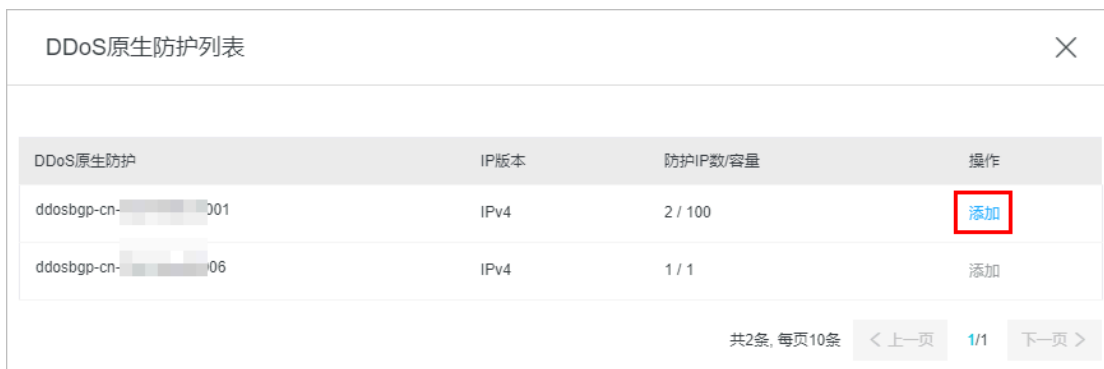 DDoS原生防护列表
DDoS原生防护 IP版本 防护IP数/容量 操作
ddosbgp-cn- 001 IPv4 2 / 100 添加
ddosbgp-cn- 06 IPv4 1 / 1 添加
共2条, 每页10条 < 上一页 1/1 下一页 >